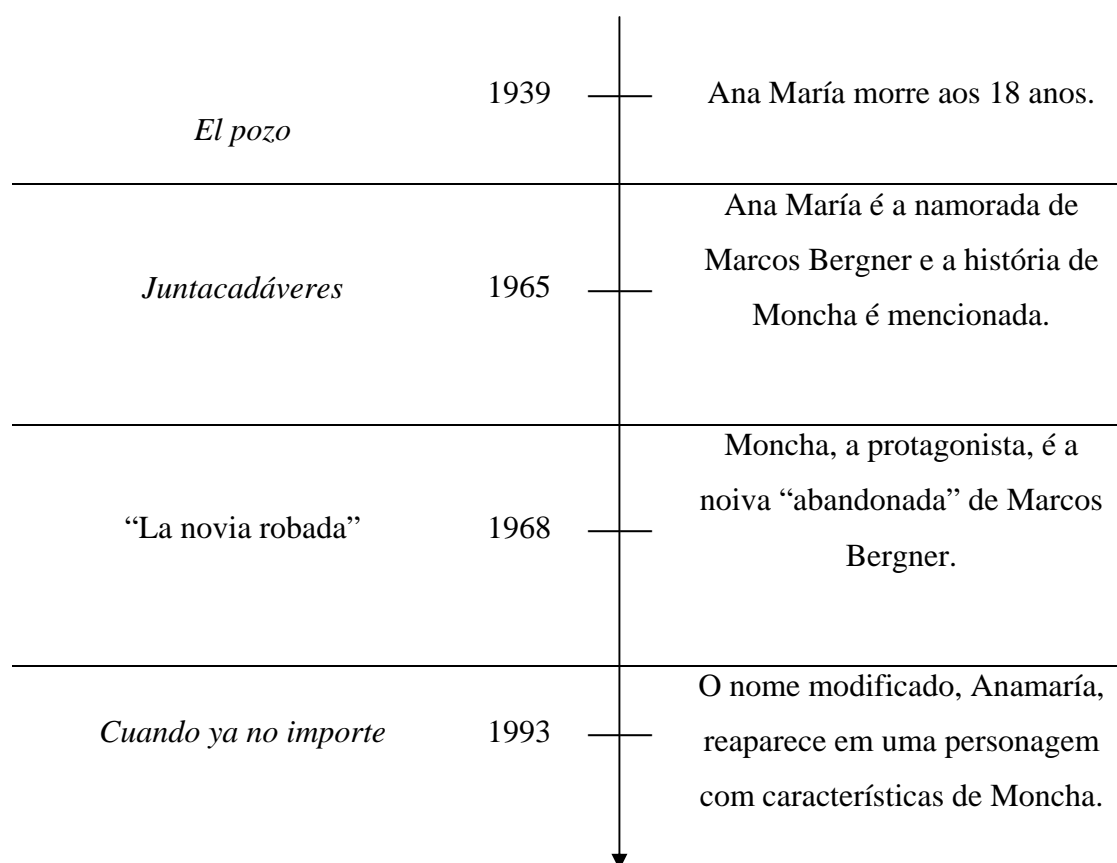 1939
Ana María morre aos 18 anos.
El pozo
Ana María é a namorada de
Juntacadáveres
1965
Marcos Bergner e a história de
Moncha é mencionada.
Moncha, a protagonista, é a
“La novia robada”
1968
noiva “abandonada” de Marcos
Bergner.
O nome modificado, Anamaría,
Cuando ya no importe
1993
reaparece em uma personagem
com características de Moncha.